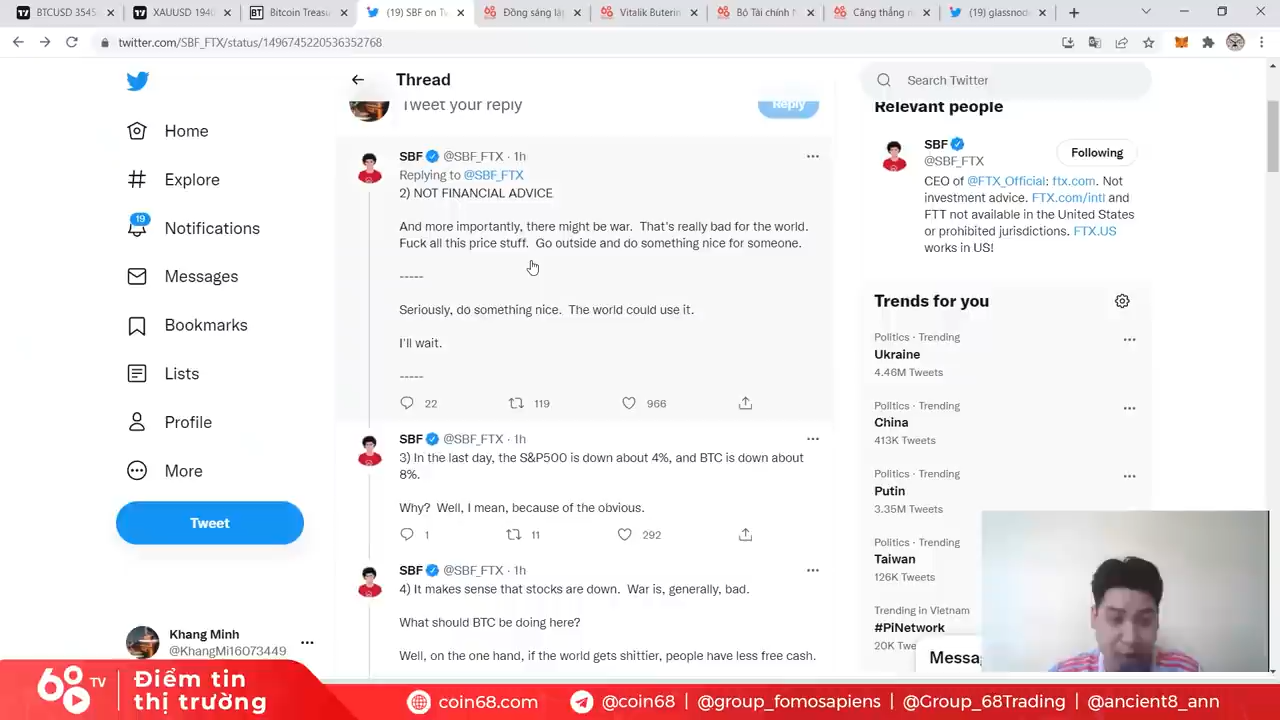 BTCUSD 3545
XAUUSD 1940
Bitcoin Treasu
(19) SBF on Tw
Đồng sáng lậ
Vitalik Buterin
Bộ Tài chính
Căng thẳng
(19) glassnode
twitter.com/SBF_FTX/status/1496745220536352768
Home
Explore
19
Notifications
Messages
Bookmarks
Lists
Profile
More
Tweet
Khang Minh
@KhangMi16073449
Thread
Tweet your reply
Reply
SBF @SBF_FTX · 1h
Replying to @SBF_FTX
2) NOT FINANCIAL ADVICE
And more importantly, there might be war. That's really bad for the world.
Fuck all this price stuff. Go outside and do something nice for someone.
-----
Seriously, do something nice. The world could use it.
I'll wait.
-----
22 119 966
SBF @SBF_FTX · 1h
3) In the last day, the S&P500 is down about 4%, and BTC is down about
8%.
Why? Well, I mean, because of the obvious.
1 11 292
SBF @SBF_FTX · 1h
4) It makes sense that stocks are down. War is, generally, bad.
What should BTC be doing here?
Well, on the one hand, if the world gets shittier, people have less free cash.
Search Twitter
Relevant people
SBF
@SBF_FTX
Following
CEO of @FTX_Official: ftx.com. Not
investment advice. FTX.com/intl and
FTT not available in the United States
or prohibited jurisdictions. FTX.US
works in US!
Trends for you
Politics · Trending
Ukraine
4.46M Tweets
Politics · Trending
China
413K Tweets
Politics · Trending
Putin
3.35M Tweets
Politics · Trending
Taiwan
126K Tweets
Trending in Vietnam
#PiNetwork
20K Tw
Messa
68 TV
Điểm tin
thị trường
coin68.com @coin68 | @group_fomosapiens | @Group_68Trading | @ancient8_ann